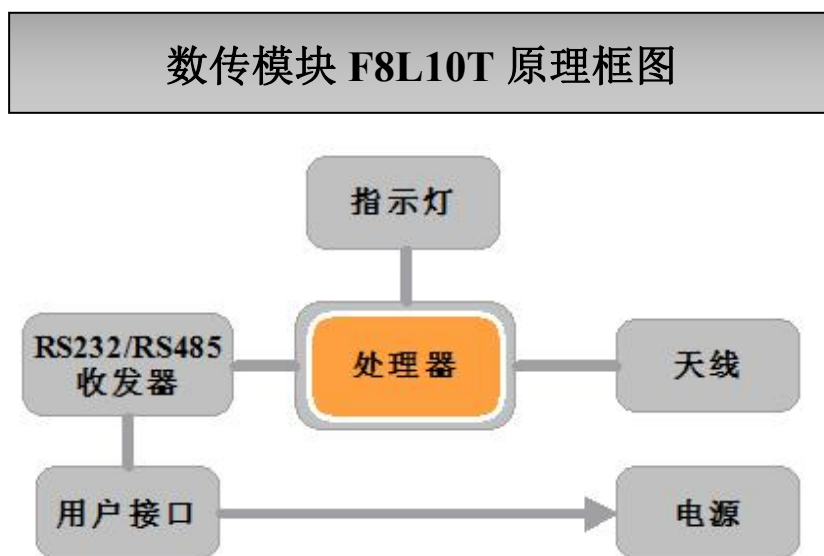 数传模块 F8L10T 原理框图
指示灯
RS232/RS485
收发器
处理器
天线
用户接口
电源